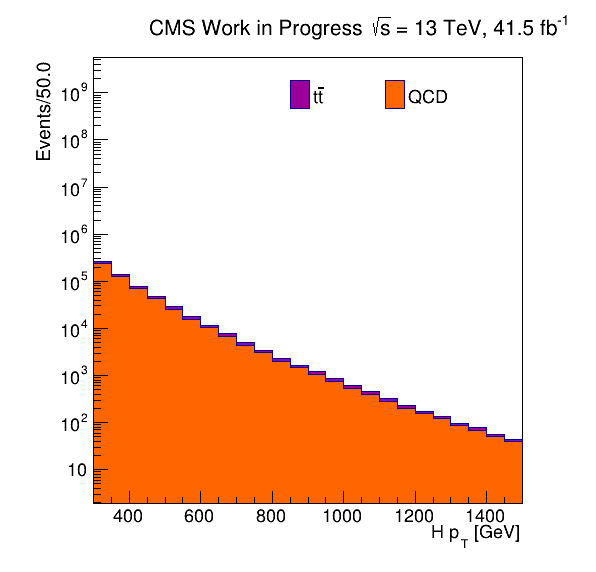 CMS Work in Progress √s = 13 TeV, 41.5 fb⁻¹
Events/50.0
tt̄ QCD
10⁹
10⁸
10⁷
10⁶
10⁵
10⁴
10³
10²
10
400 600 800 1000 1200 1400
H p_T [GeV]